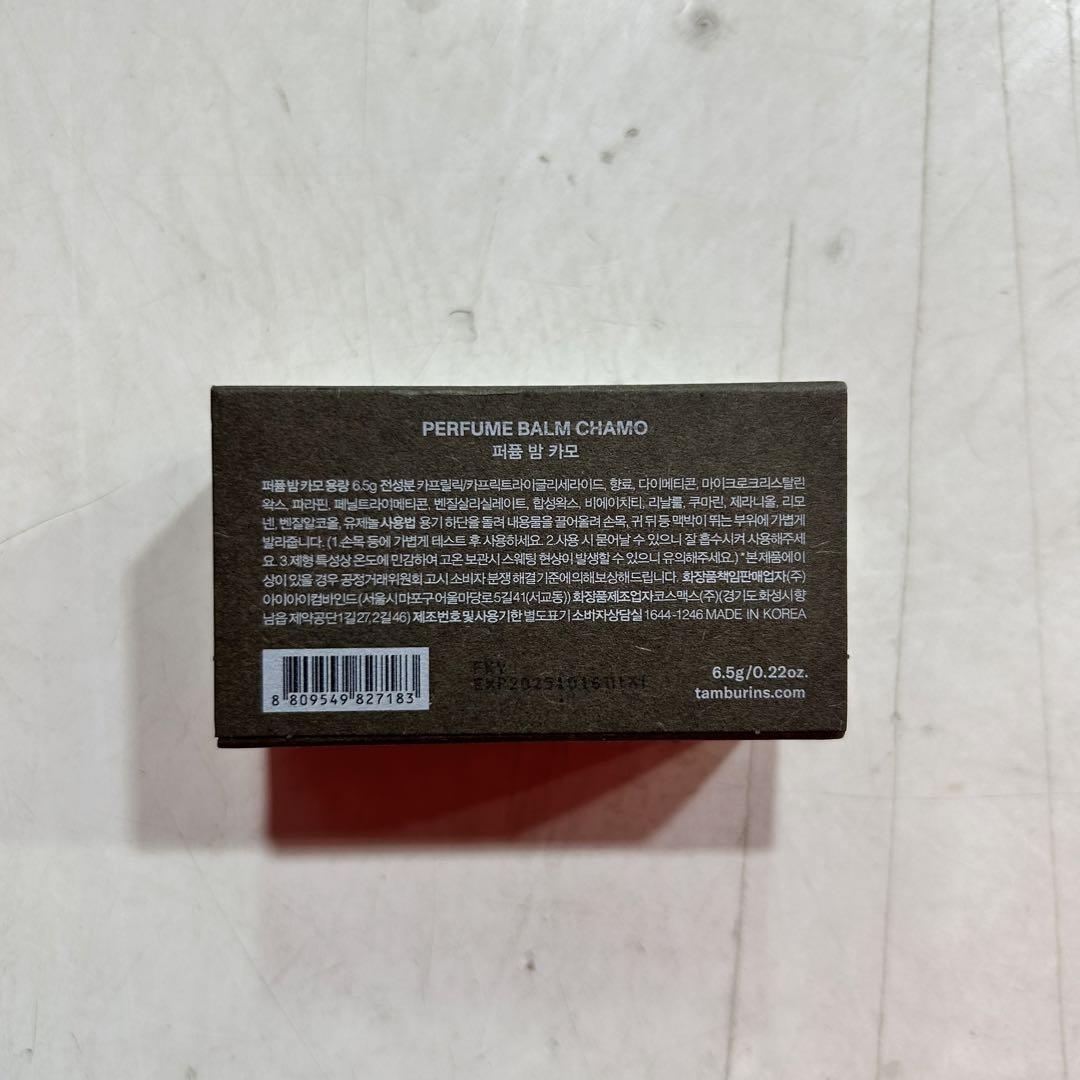 PERFUME BALM CHAMO
퍼퓸 밤 카모
퍼퓸 밤 카모 용량 6.5g 전성분 카프릴릭/카프릭트라이글리세라이드, 향료, 다이메티콘, 마이크로크리스탈린
왁스, 파라핀, 페닐트라이메티콘, 벤질살리실레이트, 합성왁스, 비에이치티, 리날룰, 쿠마린, 제라니올, 리모
넨, 벤질알코올, 유제놀 사용법 용기 하단을 돌려 내용물을 끌어올려 손목, 귀 뒤 등 맥박이 뛰는 부위에 가볍게
발라줍니다. (1.손목 등에 가볍게 테스트 후 사용하세요. 2.사용 시 묻어날 수 있으니 잘 흡수시켜 사용해주세
요. 3.제형 특성상 온도에 민감하여 고온 보관시 스웨팅 현상이 발생할 수 있으니 유의해주세요.) *본 제품에 이
상이 있을 경우 공정거래위원회 고시 소비자 분쟁 해결 기준에 의해 보상해 드립니다. 화장품책임판매업자 (주)
아이아이컴바인드 (서울시 마포구 어울마당로 5길 41(서교동)) 화장품제조업자 코스맥스(주)(경기도 화성시 향
남읍 제약공단1길 27, 2길 46) 제조번호 및 사용기한 별도표기 소비자상담실 1644-1246 MADE IN KOREA
8 809549 827183
6.5g/0.22oz.
tamburins.com